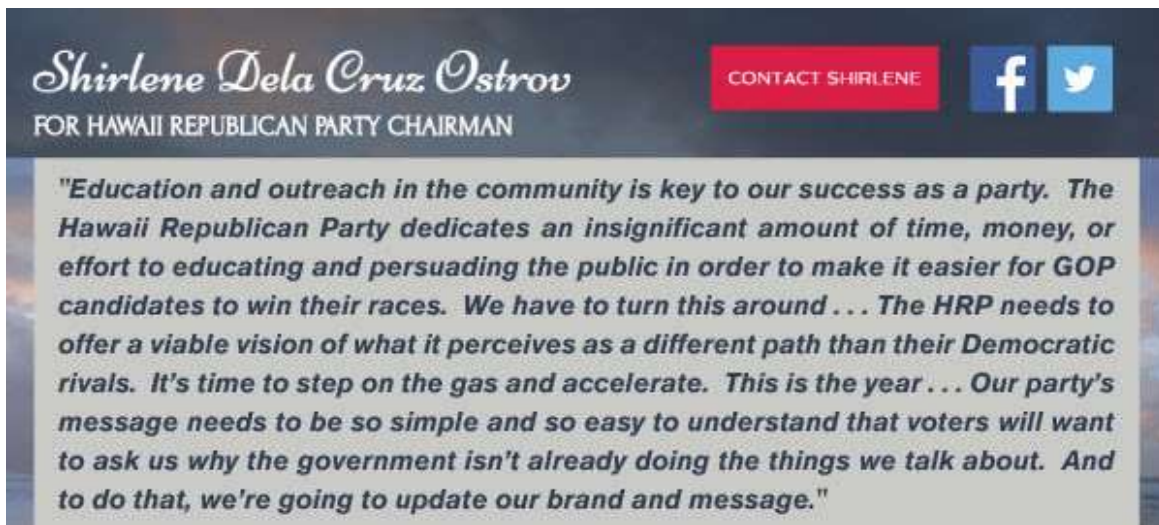 Shirlene Dela Cruz Ostrov
FOR HAWAII REPUBLICAN PARTY CHAIRMAN
CONTACT SHIRLENE
"Education and outreach in the community is key to our success as a party. The
Hawaii Republican Party dedicates an insignificant amount of time, money, or
effort to educating and persuading the public in order to make it easier for GOP
candidates to win their races. We have to turn this around . . . The HRP needs to
offer a viable vision of what it perceives as a different path than their Democratic
rivals. It's time to step on the gas and accelerate. This is the year . . . Our party's
message needs to be so simple and so easy to understand that voters will want
to ask us why the government isn't already doing the things we talk about. And
to do that, we're going to update our brand and message."